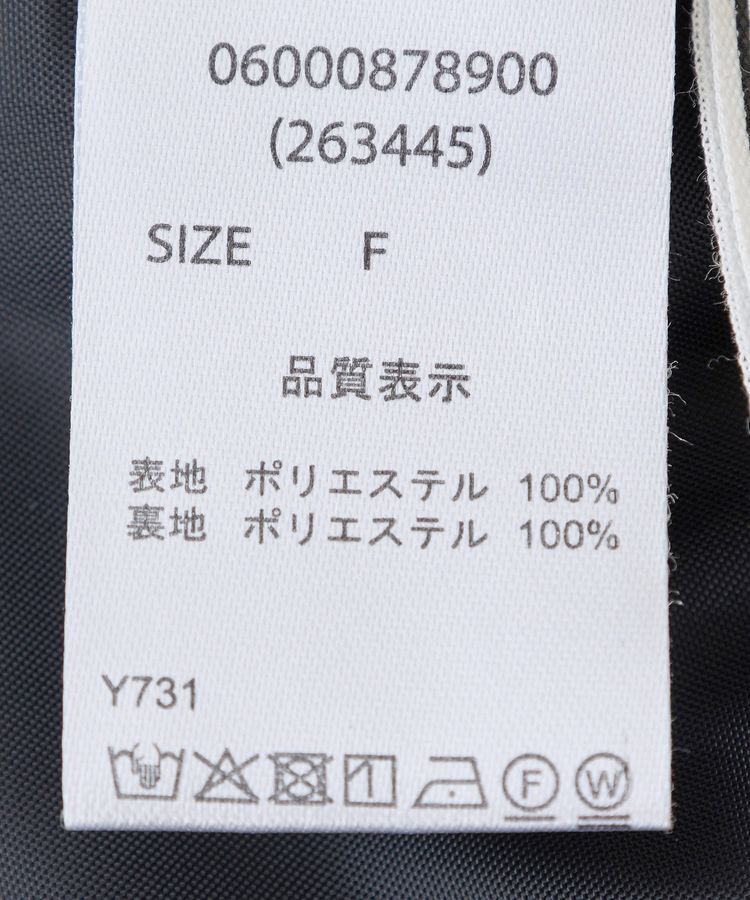 06000878900
(263445)
SIZE F
品質表示
表地 ポリエステル 100%
裏地 ポリエステル 100%
Y731
F W